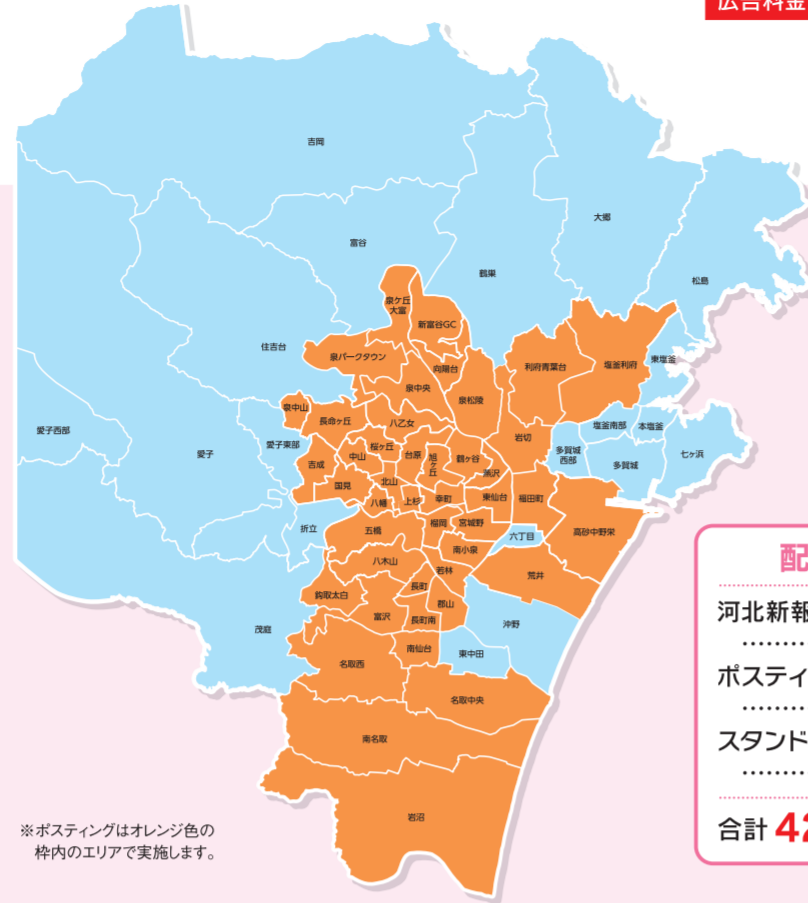 広告料金
吉岡
大郷
富谷
鶴巣
松島
泉ケ丘
大富
新富谷GC
住吉台
泉パークタウン
向陽台
利府青葉台
塩釜利府
東塩釜
泉中央
泉松陵
泉中山
長命ヶ丘
八乙女
愛子西部
愛子
愛子東部
桜ヶ丘
岩切
塩釜南部
本塩釜
多賀城
西部
多賀城
七ヶ浜
吉成
中山
台原
旭ヶ丘
鶴ヶ谷
燕沢
国見
北山
八幡
上杉
幸町
東仙台
福田町
折立
五橋
榴岡
宮城野
六丁目
高砂中野栄
南小泉
八木山
若林
荒井
鈎取太白
長町
郡山
富沢
長町南
沖野
茂庭
南仙台
東中田
名取西
名取中央
南名取
岩沼
※ポスティングはオレンジ色の
枠内のエリアで実施します。
配
河北新報
ポスティ
スタンド
合計 42